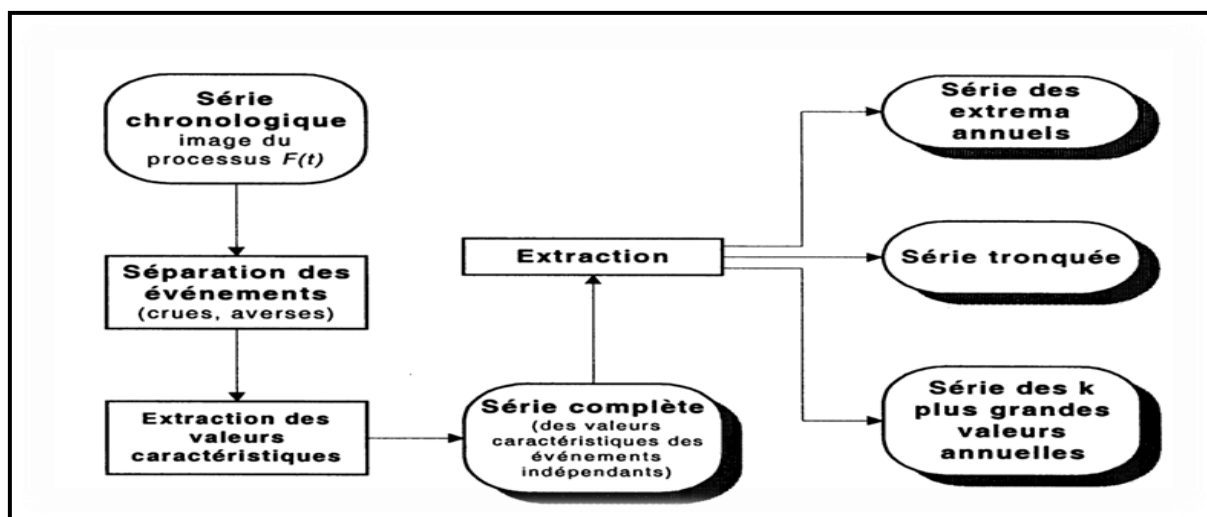 Série
chronologique
image du
processus F(t)
Séparation des
événements
(crues, averses)
Extraction des
valeurs
caractéristiques
Série complète
(des valeurs
caractéristiques des
événements
indépendants)
Extraction
Série des
extrema
annuels
Série tronquée
Série des k
plus grandes
valeurs
annuelles